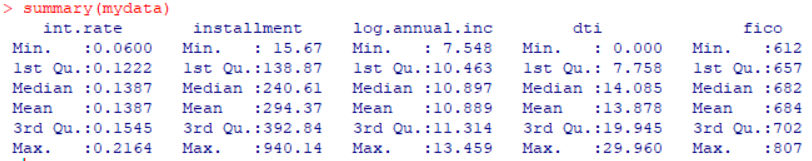 > summary(mydata)
int.rate installment log.annual.inc dti fico
Min. :0.0600 Min. : 15.67 Min. : 7.548 Min. : 0.000 Min. :612
1st Qu.:0.1222 1st Qu.:138.87 1st Qu.:10.463 1st Qu.: 7.758 1st Qu.:657
Median :0.1387 Median :240.61 Median :10.897 Median :14.085 Median :682
Mean :0.1387 Mean :294.37 Mean :10.889 Mean :13.878 Mean :684
3rd Qu.:0.1545 3rd Qu.:392.84 3rd Qu.:11.314 3rd Qu.:19.945 3rd Qu.:702
Max. :0.2164 Max. :940.14 Max. :13.459 Max. :29.960 Max. :807